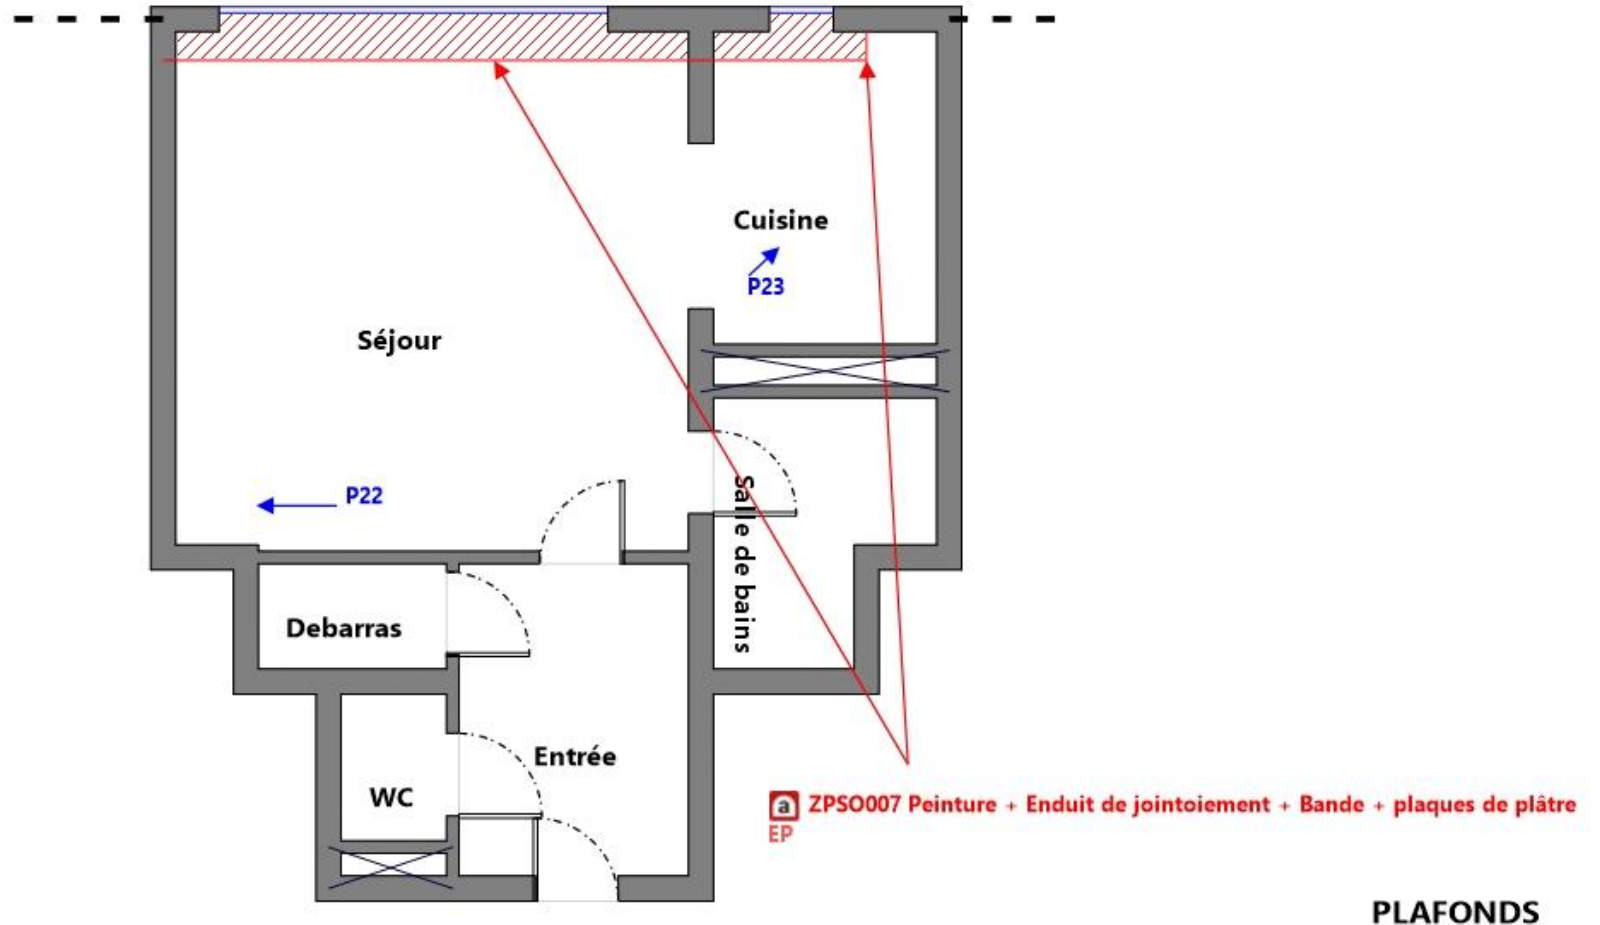 Cuisine
P23
Séjour
P22
Salle de bains
Debarras
Entrée
WC
a ZPSO007 Peinture + Enduit de jointoiement + Bande + plaques de plâtre
EP
PLAFONDS